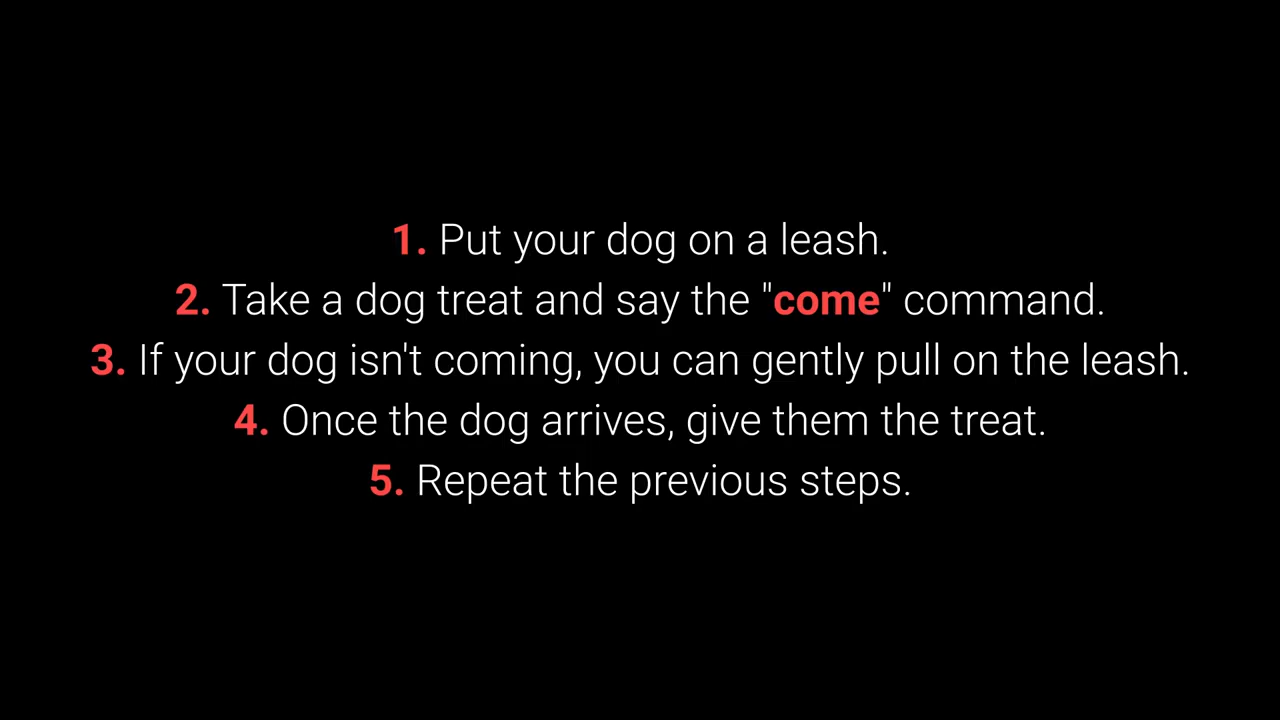 1. Put your dog on a leash.
2. Take a dog treat and say the "come" command.
3. If your dog isn't coming, you can gently pull on the leash.
4. Once the dog arrives, give them the treat.
5. Repeat the previous steps.